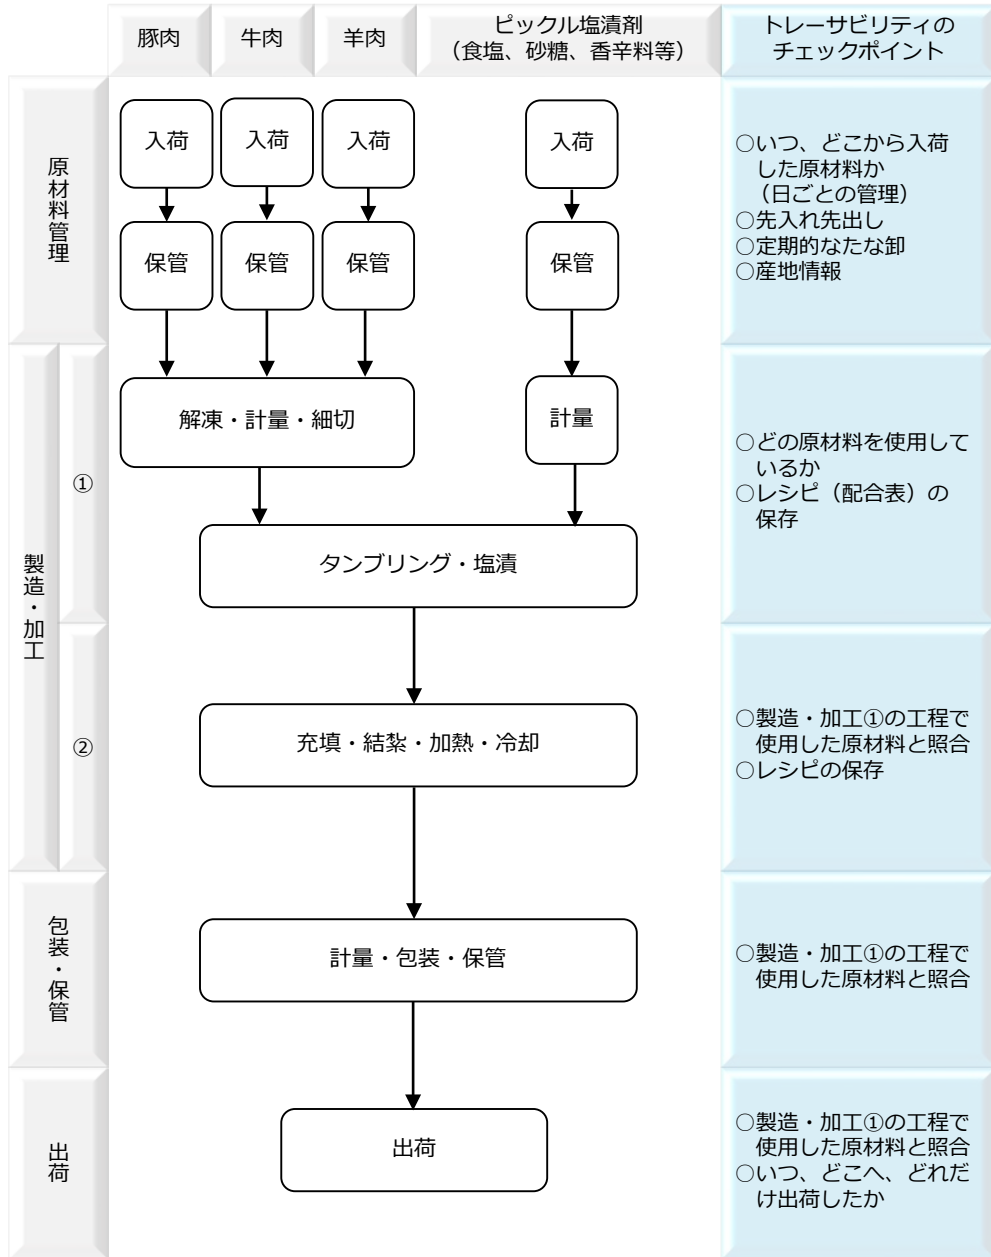 豚肉
牛肉
羊肉
ピックル塩漬剤
（食塩、砂糖、香辛料等）
トレーサビリティの
チェックポイント
原材料管理
入荷
入荷
入荷
入荷
保管
保管
保管
保管
○いつ、どこから入荷
した原材料か
（日ごとの管理）
○先入れ先出し
○定期的なたな卸
○産地情報
製造・加工
①
解凍・計量・細切
計量
タンブリング・塩漬
○どの原材料を使用して
いるか
○レシピ（配合表）の
保存
②
充填・結紮・加熱・冷却
○製造・加工①の工程で
使用した原材料と照合
○レシピの保存
包装・保管
計量・包装・保管
○製造・加工①の工程で
使用した原材料と照合
出荷
出荷
○製造・加工①の工程で
使用した原材料と照合
○いつ、どこへ、どれだ
け出荷したか